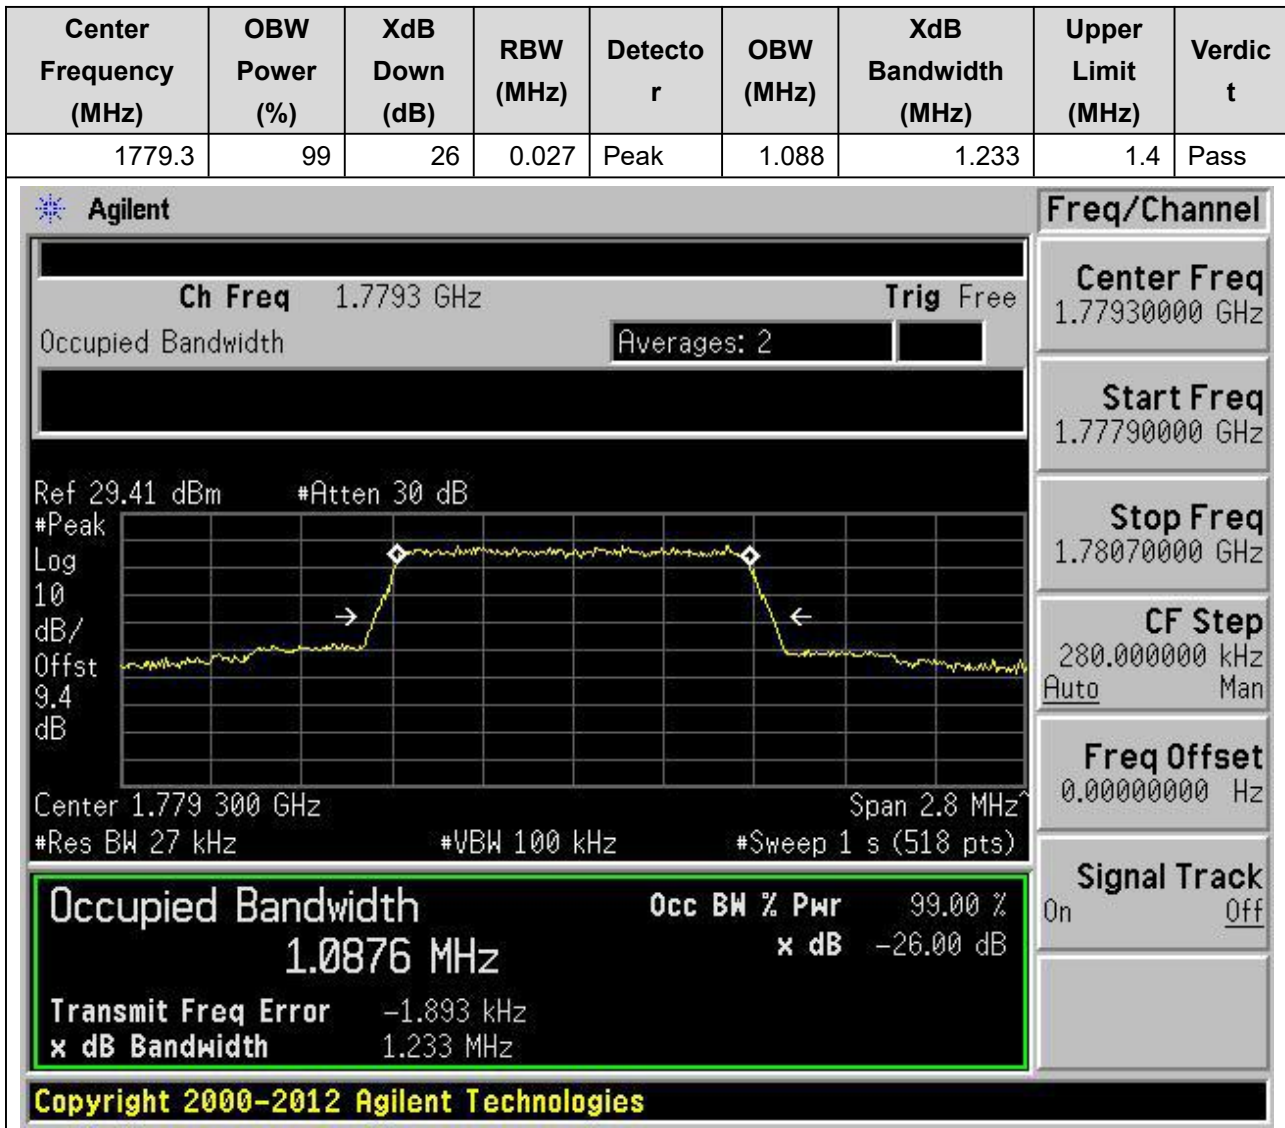 Center Frequency (MHz) OBW Power (%) XdB Down (dB) RBW (MHz) Detecto r OBW (MHz) XdB Bandwidth (MHz) Upper Limit (MHz) Verdic t
1779.3 99 26 0.027 Peak 1.088 1.233 1.4 Pass
Agilent
Freq/Channel
Ch Freq 1.7793 GHz Trig Free
Occupied Bandwidth Averages: 2
Center Freq
1.77930000 GHz
Start Freq
1.77790000 GHz
Stop Freq
1.78070000 GHz
CF Step
280.000000 kHz
Auto Man
Freq Offset
0.00000000 Hz
Signal Track
On Off
Ref 29.41 dBm #Atten 30 dB
#Peak
Log
10
dB/
Offst
9.4
dB
Center 1.779 300 GHz Span 2.8 MHz^
#Res BW 27 kHz #VBW 100 kHz #Sweep 1 s (518 pts)
Occupied Bandwidth Occ BW % Pwr 99.00 %
1.0876 MHz x dB -26.00 dB
Transmit Freq Error -1.893 kHz
x dB Bandwidth 1.233 MHz
Copyright 2000-2012 Agilent Technologies